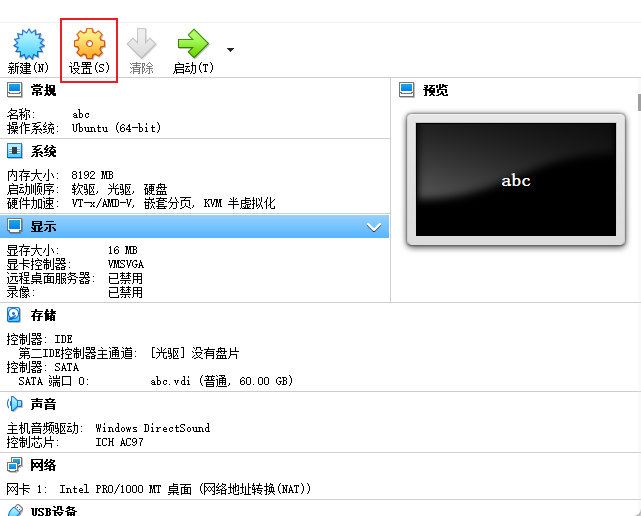 新建(N) 设置(S) 清除 启动(T)
常规
名称: abc
操作系统: Ubuntu (64-bit)
系统
内存大小: 8192 MB
启动顺序: 软驱, 光驱, 硬盘
硬件加速: VT-x/AMD-V, 嵌套分页, KVM 半虚拟化
显示
显存大小: 16 MB
显卡控制器: VMSVGA
远程桌面服务器: 已禁用
录像: 已禁用
存储
控制器: IDE
第二IDE控制器主通道: [光驱] 没有盘片
控制器: SATA
SATA 端口 0: abc.vdi (普通, 60.00 GB)
声音
主机音频驱动: Windows DirectSound
控制芯片: ICH AC97
网络
网卡 1: Intel PRO/1000 MT 桌面 (网络地址转换(NAT))
USB设备
预览
abc